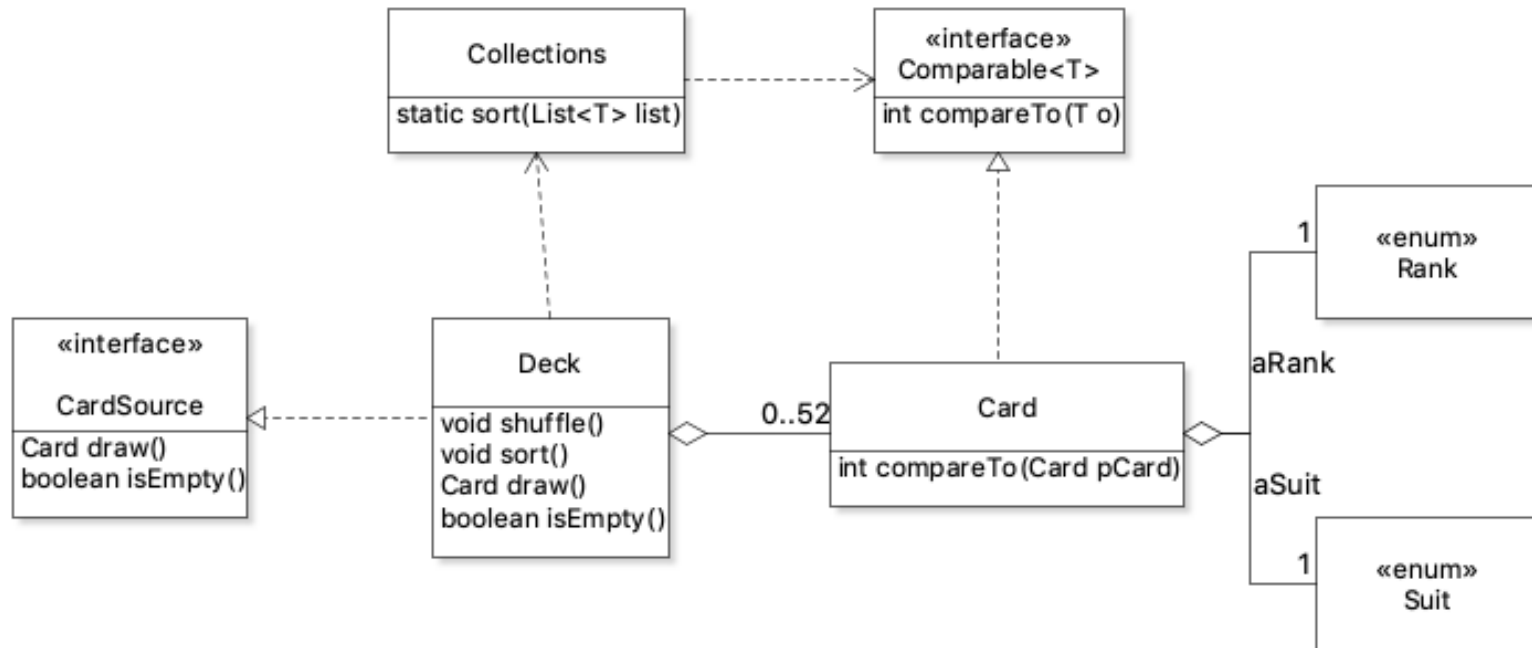 Collections
static sort(List<T> list)
«interface»
Comparable<T>
int compareTo(T o)
«interface»
CardSource
Card draw()
boolean isEmpty()
Deck
void shuffle()
void sort()
Card draw()
boolean isEmpty()
0..52
Card
int compareTo(Card pCard)
1
aRank
«enum»
Rank
aSuit
1
«enum»
Suit